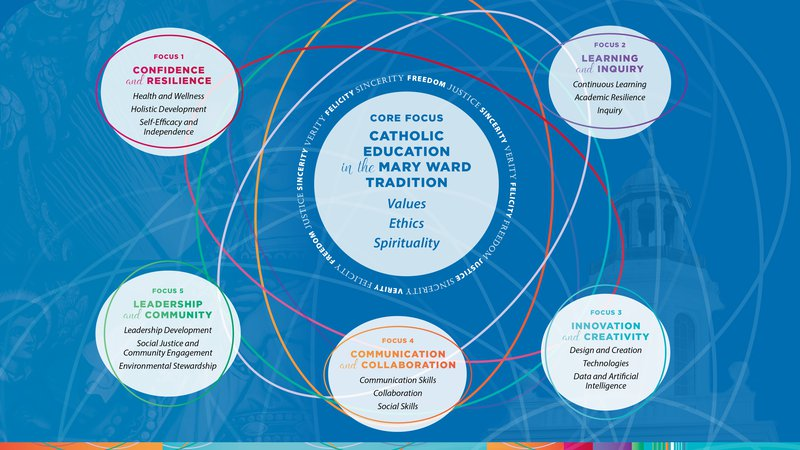 FOCUS 1
CONFIDENCE
and RESILIENCE
Health and Wellness
Holistic Development
Self-Efficacy and
Independence
FOCUS 2
LEARNING
and INQUIRY
Continuous Learning
Academic Resilience
Inquiry
CORE FOCUS
CATHOLIC
EDUCATION
in the MARY WARD
TRADITION
Values
Ethics
Spirituality
FREEDOM JUSTICE SINCERITY VERITY FELICITY FREEDOM JUSTICE SINCERITY VERITY FELICITY FREEDOM JUSTICE SINCERITY VERITY FELICITY SINCERITY
FOCUS 5
LEADERSHIP
and COMMUNITY
Leadership Development
Social Justice and
Community Engagement
Environmental Stewardship
FOCUS 4
COMMUNICATION
and COLLABORATION
Communication Skills
Collaboration
Social Skills
FOCUS 3
INNOVATION
and CREATIVITY
Design and Creation
Technologies
Data and Artificial
Intelligence